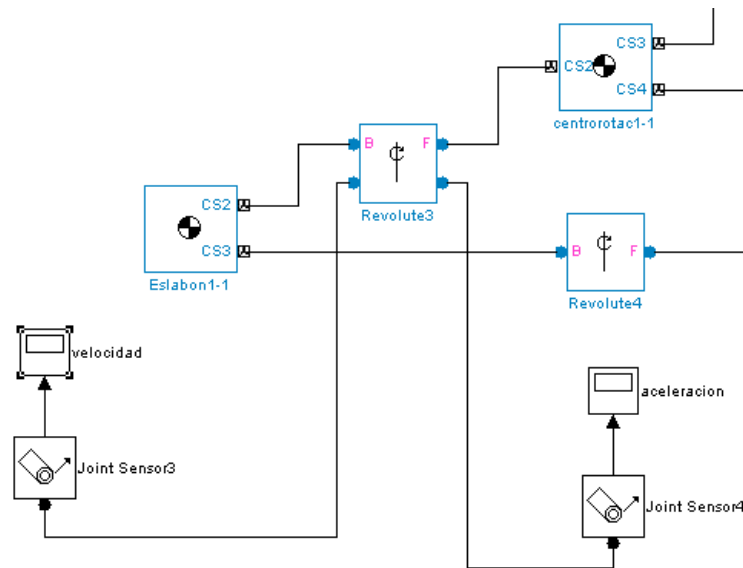 CS3
CS2
CS4
centrorotac1-1
B F
Revolute3
CS2
CS3
Eslabon1-1
B F
Revolute4
velocidad
aceleracion
Joint Sensor3
Joint Sensor4